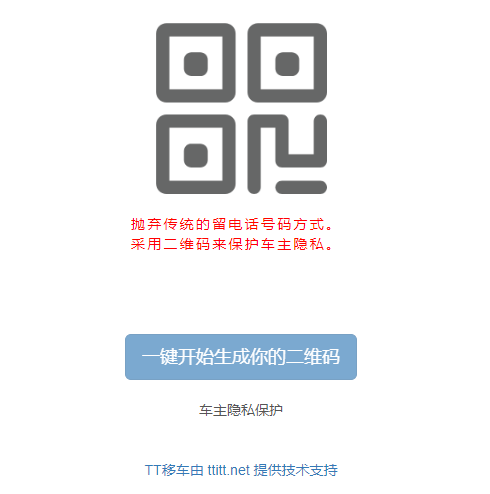 抛弃传统的留电话号码方式。
采用二维码来保护车主隐私。
一键开始生成你的二维码
车主隐私保护
TT移车由 ttitt.net 提供技术支持